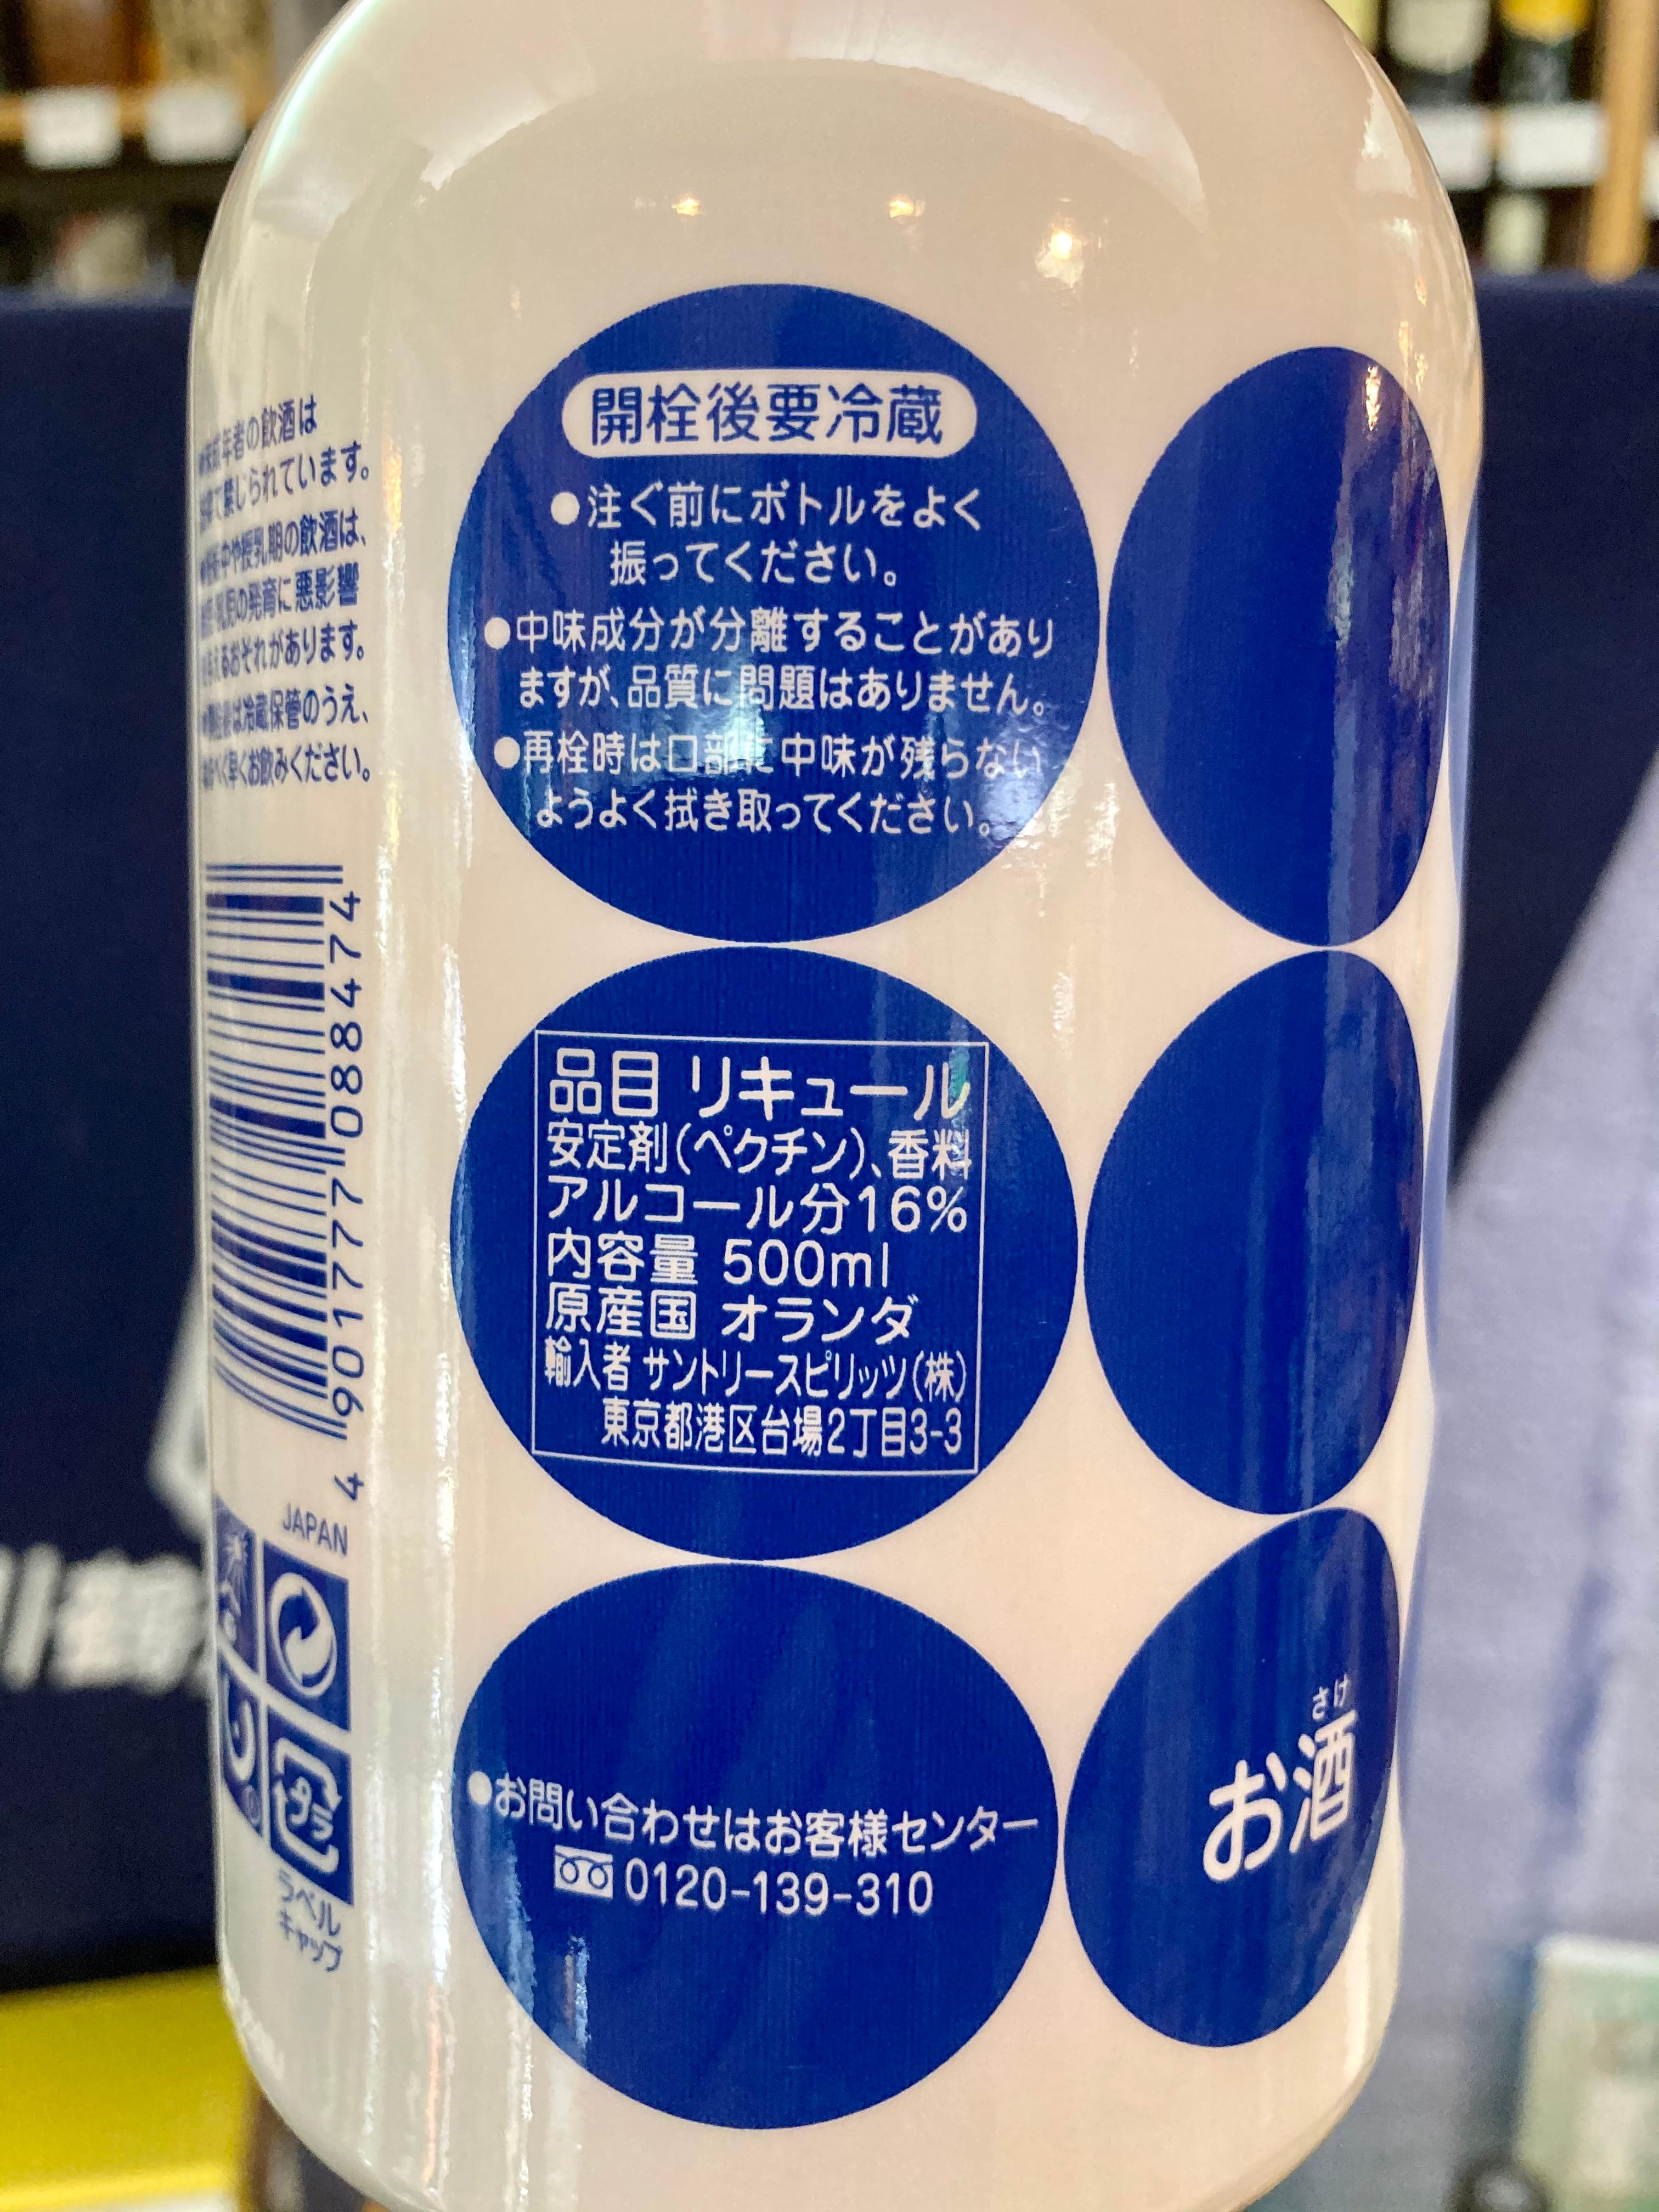 開栓後要冷蔵
●注ぐ前にボトルをよく
振ってください。
●中味成分が分離することがあり
ますが、品質に問題はありません。
●再栓時は口部に中味が残らない
ようよく拭き取ってください。
品目 リキュール
安定剤(ペクチン)、香料
アルコール分16%
内容量 500ml
原産国 オランダ
輸入者 サントリースピリッツ(株)
東京都港区台場2丁目3-3
●お問い合わせはお客様センター
0120-139-310
さけ
お酒
年者の飲酒は
で禁じられています。
中や授乳期の飲酒は、
乳児の発育に悪影響
与えるおそれがあります。
は冷蔵保管のうえ、
早くお飲みください。
4 901777 088474
JAPAN
プラ
ラベル
キャップ